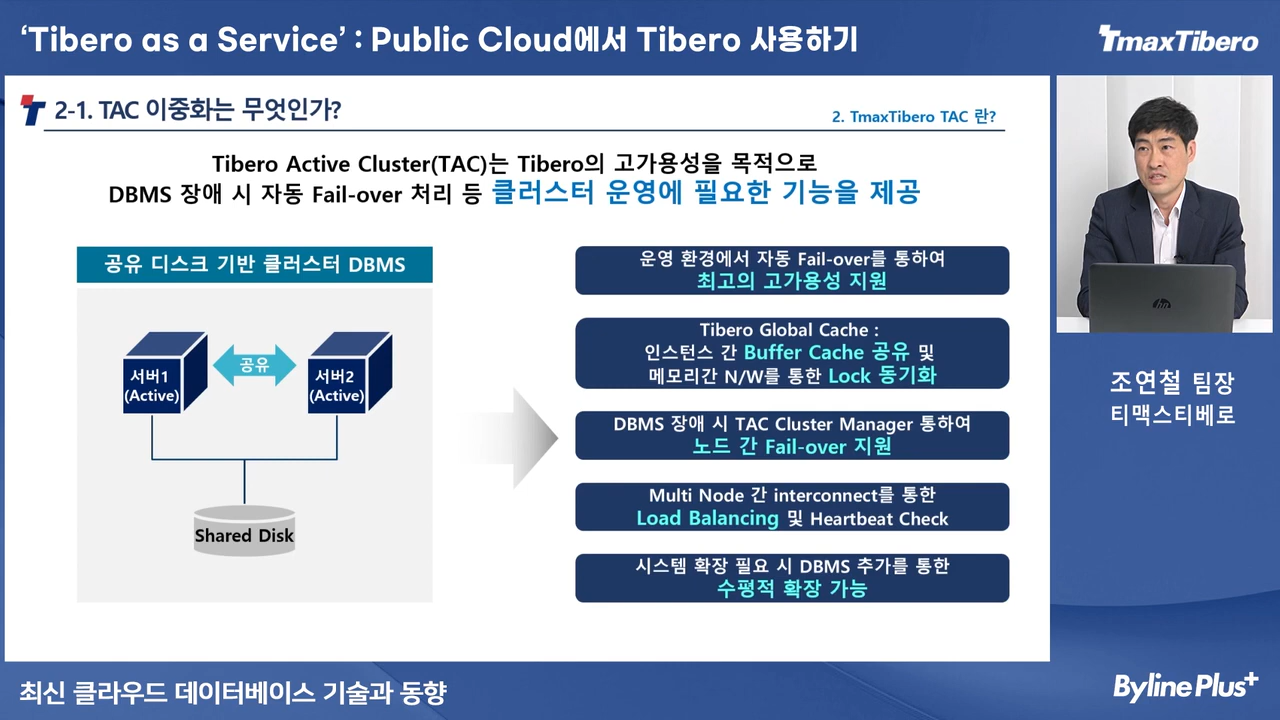 ‘Tibero as a Service’ : Public Cloud에서 Tibero 사용하기
TmaxTibero
2-1. TAC 이중화는 무엇인가?
2. TmaxTibero TAC 란?
Tibero Active Cluster(TAC)는 Tibero의 고가용성을 목적으로
DBMS 장애 시 자동 Fail-over 처리 등 클러스터 운영에 필요한 기능을 제공
공유 디스크 기반 클러스터 DBMS
서버1
(Active)
공유
서버2
(Active)
Shared Disk
운영 환경에서 자동 Fail-over를 통하여
최고의 고가용성 지원
Tibero Global Cache :
인스턴스 간 Buffer Cache 공유 및
메모리간 N/W를 통한 Lock 동기화
DBMS 장애 시 TAC Cluster Manager 통하여
노드 간 Fail-over 지원
Multi Node 간 interconnect를 통한
Load Balancing 및 Heartbeat Check
시스템 확장 필요 시 DBMS 추가를 통한
수평적 확장 가능
hp
조연철 팀장
티맥스티베로
최신 클라우드 데이터베이스 기술과 동향
Byline Plus+